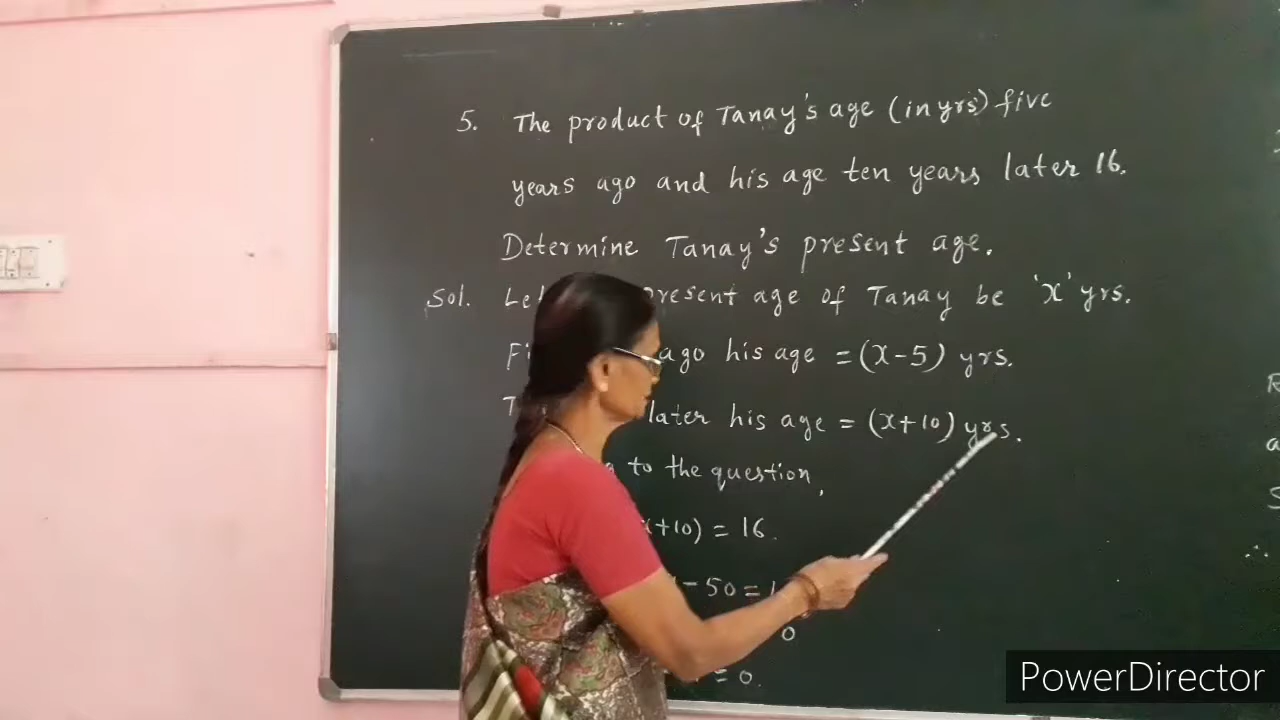 5. The product of Tanay's age (in yrs) five
years ago and his age ten years later 16.
Determine Tanay's present age.
Sol. Let present age of Tanay be 'x' yrs.
ago his age = (x-5) yrs.
later his age = (x+10) yrs.
to the question,
x+10) = 16.
- 50 = 1
0
= 0.
PowerDirector